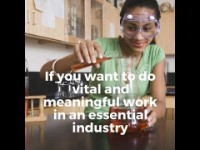 If you want to do
vital and
meaningful work
in an essential
industry